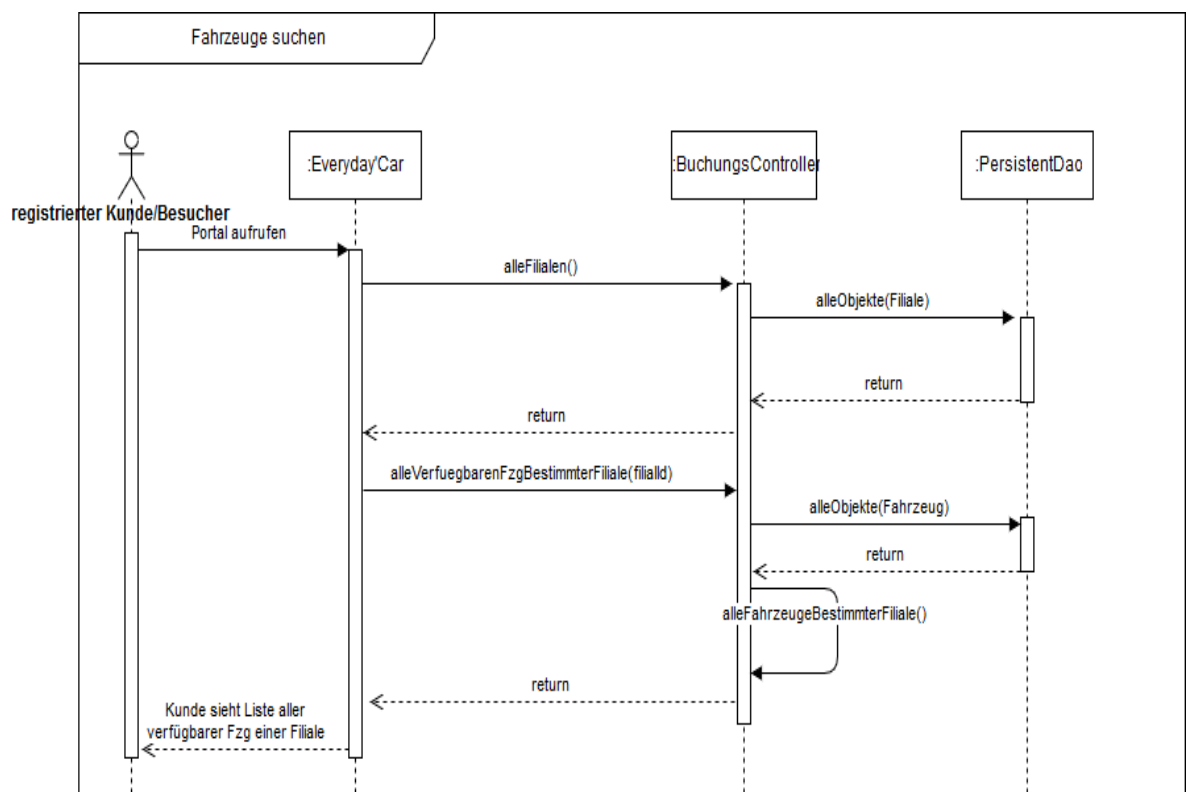 Fahrzeuge suchen
:Everyday'Car
:BuchungsController
:PersistentDao
registrierter Kunde/Besucher
Portal aufrufen
alleFilialen()
alleObjekte(Filiale)
return
return
alleVerfuegbarenFzgBestimmterFiliale(filialId)
alleObjekte(Fahrzeug)
return
alleFahrzeugeBestimmterFiliale()
return
Kunde sieht Liste aller
verfügbarer Fzg einer Filiale